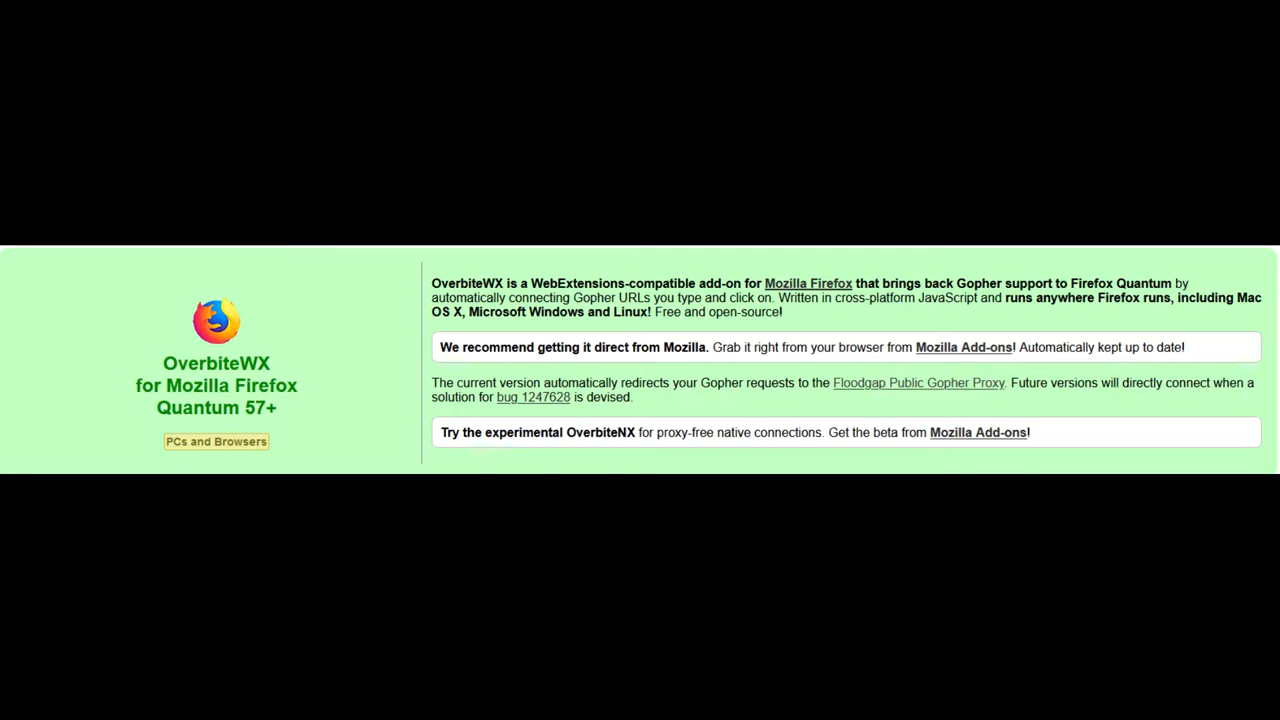 OverbiteWX
for Mozilla Firefox
Quantum 57+
PCs and Browsers
OverbiteWX is a WebExtensions-compatible add-on for Mozilla Firefox that brings back Gopher support to Firefox Quantum by
automatically connecting Gopher URLs you type and click on. Written in cross-platform JavaScript and runs anywhere Firefox runs, including Mac
OS X, Microsoft Windows and Linux! Free and open-source!
We recommend getting it direct from Mozilla. Grab it right from your browser from Mozilla Add-ons! Automatically kept up to date!
The current version automatically redirects your Gopher requests to the Floodgap Public Gopher Proxy. Future versions will directly connect when a
solution for bug 1247628 is devised.
Try the experimental OverbiteNX for proxy-free native connections. Get the beta from Mozilla Add-ons!